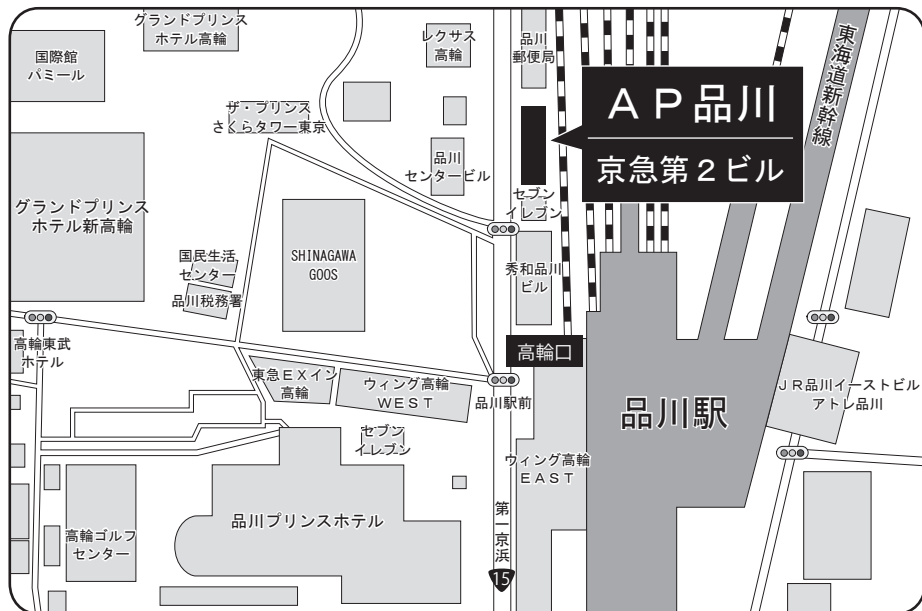 グランドプリンス
ホテル高輪
国際館
パミール
レクサス
高輪
品川
郵便局
東海道新幹線
AP品川
京急第2ビル
ザ・プリンス
さくらタワー東京
品川
センタービル
セブン
イレブン
グランドプリンス
ホテル新高輪
国民生活
センター
品川税務署
SHINAGAWA
GOOS
秀和品川
ビル
高輪東武
ホテル
高輪口
東急EXイン
高輪
ウィング高輪
WEST
品川駅前
品川駅
JR品川イーストビル
アトレ品川
セブン
イレブン
ウィング高輪
EAST
品川プリンスホテル
高輪ゴルフ
センター
第一京浜
15